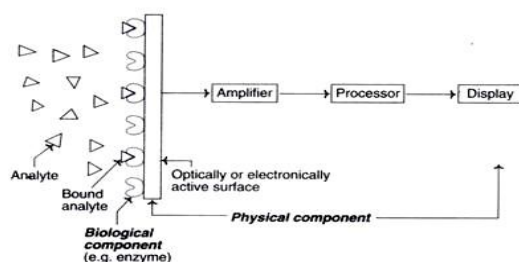 Amplifier
Processor
Display
Analyte
Bound
analyte
Optically or electronically
active surface
Physical component
Biological
component
(e.g. enzyme)